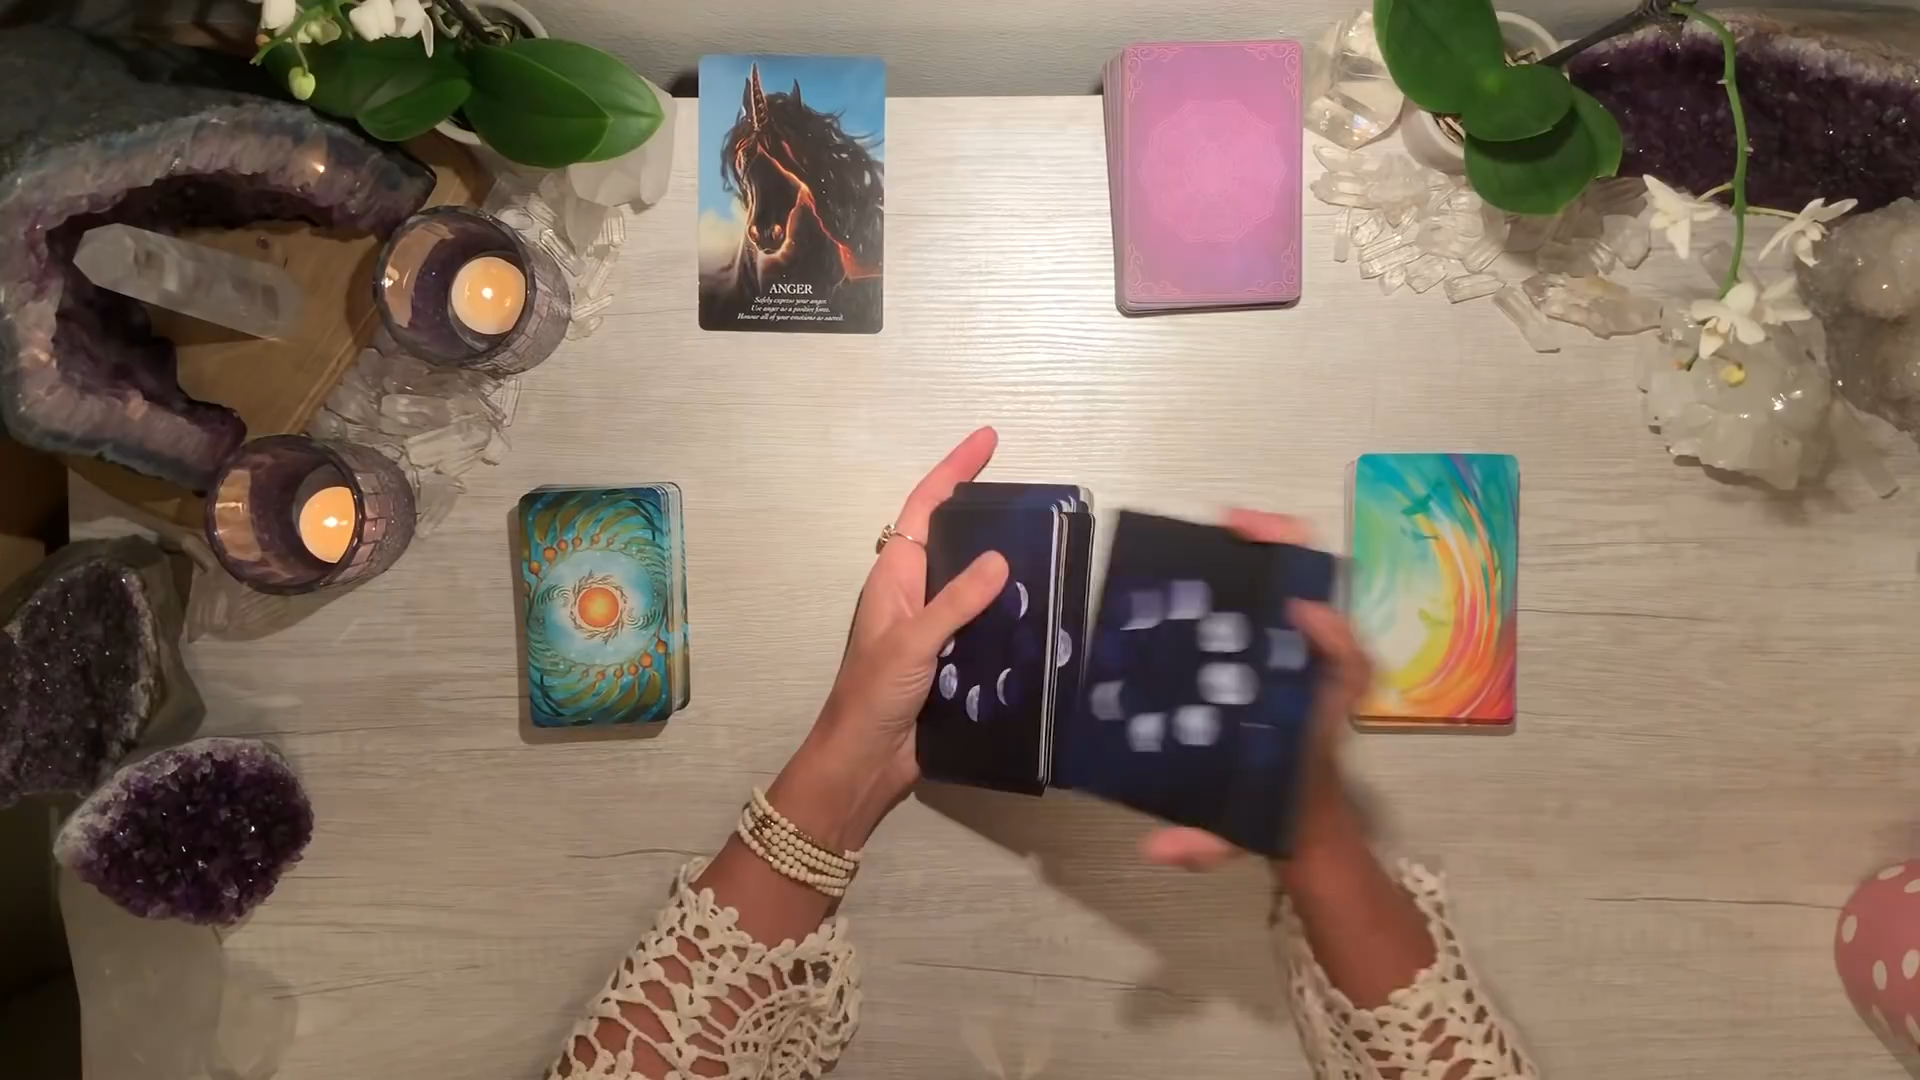 ANGER
Safely express your anger.
Use anger as a positive force.
Honour all of your emotions as sacred.